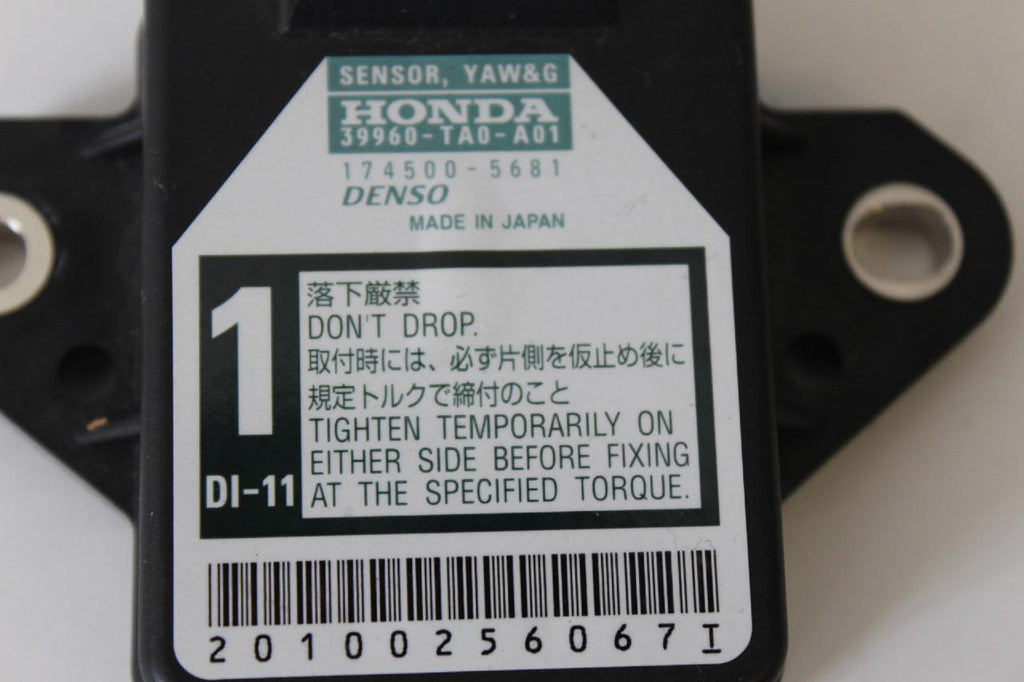 SENSOR, YAW&G
HONDA
39960-TA0-A01
174500-5681
DENSO
MADE IN JAPAN
1
DI-11
落下厳禁
DON'T DROP.
取付時には、必ず片側を仮止め後に
規定トルクで締付のこと
TIGHTEN TEMPORARILY ON
EITHER SIDE BEFORE FIXING
AT THE SPECIFIED TORQUE.
20100256067I